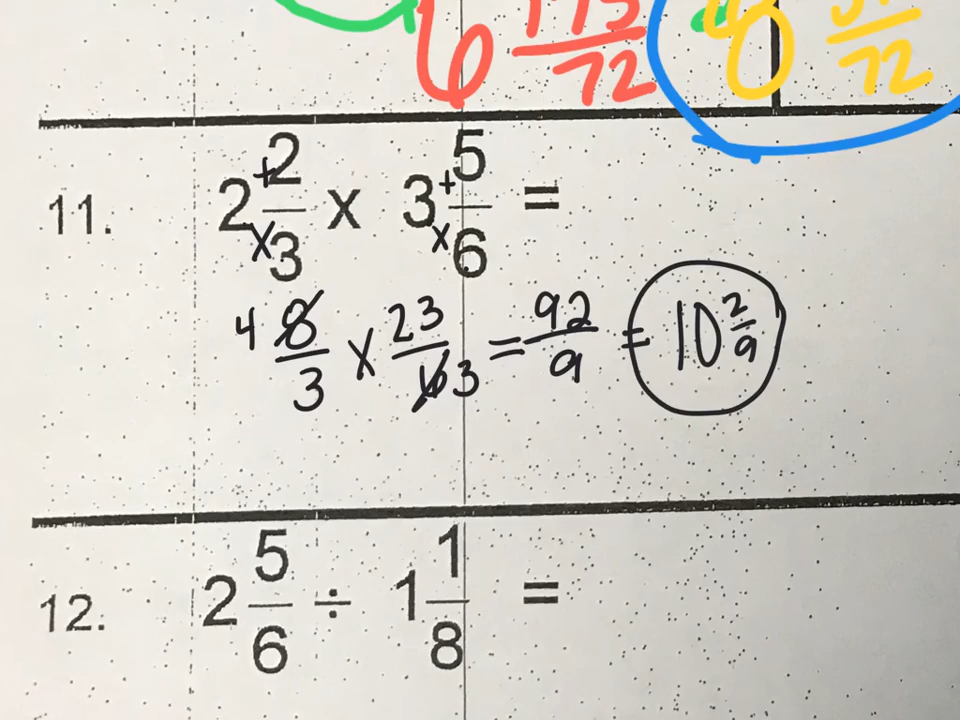 6 /72 8 /72
11. 2 2/3 x 3 5/6 =
+ x + x
4 8/3 x 23/6 3 = 92/9 = 10 2/9
12. 2 5/6 ÷ 1 1/8 =